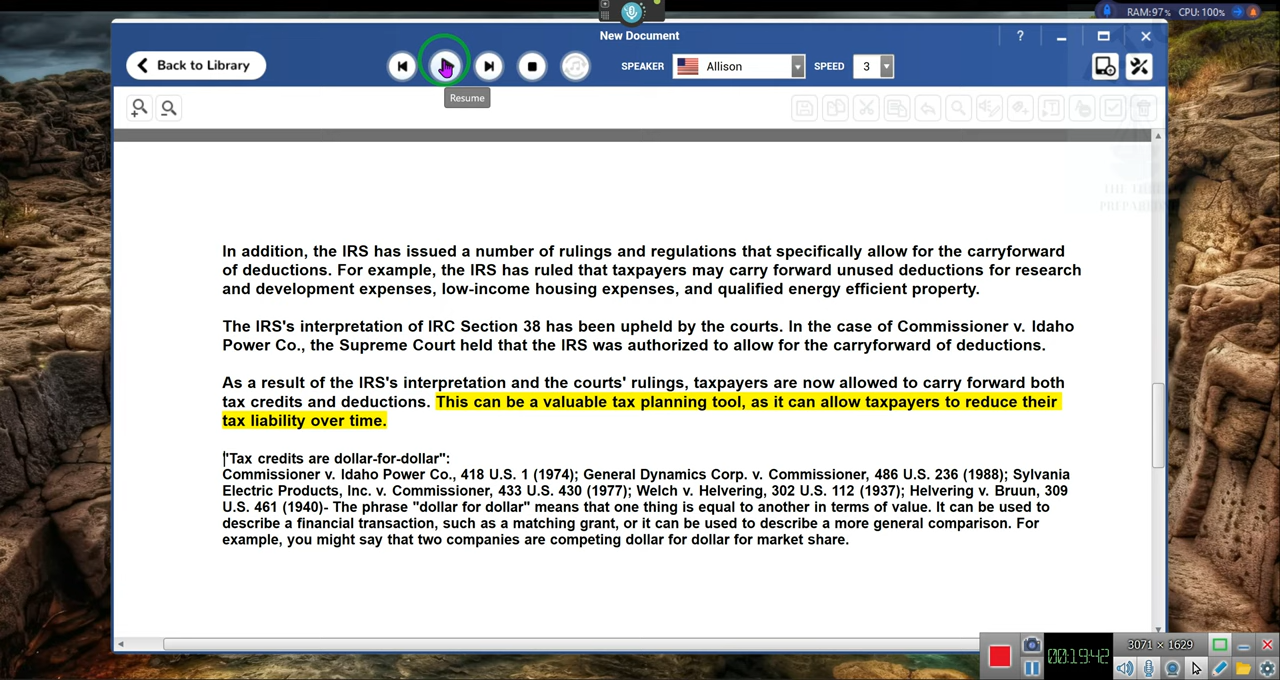 RAM:97% CPU:100%
New Document
?
Back to Library
SPEAKER Allison SPEED 3
Resume
In addition, the IRS has issued a number of rulings and regulations that specifically allow for the carryforward
of deductions. For example, the IRS has ruled that taxpayers may carry forward unused deductions for research
and development expenses, low-income housing expenses, and qualified energy efficient property.
The IRS's interpretation of IRC Section 38 has been upheld by the courts. In the case of Commissioner v. Idaho
Power Co., the Supreme Court held that the IRS was authorized to allow for the carryforward of deductions.
As a result of the IRS's interpretation and the courts' rulings, taxpayers are now allowed to carry forward both
tax credits and deductions. This can be a valuable tax planning tool, as it can allow taxpayers to reduce their
tax liability over time.
"Tax credits are dollar-for-dollar":
Commissioner v. Idaho Power Co., 418 U.S. 1 (1974); General Dynamics Corp. v. Commissioner, 486 U.S. 236 (1988); Sylvania
Electric Products, Inc. v. Commissioner, 433 U.S. 430 (1977); Welch v. Helvering, 302 U.S. 112 (1937); Helvering v. Bruun, 309
U.S. 461 (1940)- The phrase "dollar for dollar" means that one thing is equal to another in terms of value. It can be used to
describe a financial transaction, such as a matching grant, or it can be used to describe a more general comparison. For
example, you might say that two companies are competing dollar for dollar for market share.
3071 × 1629
00:19:42